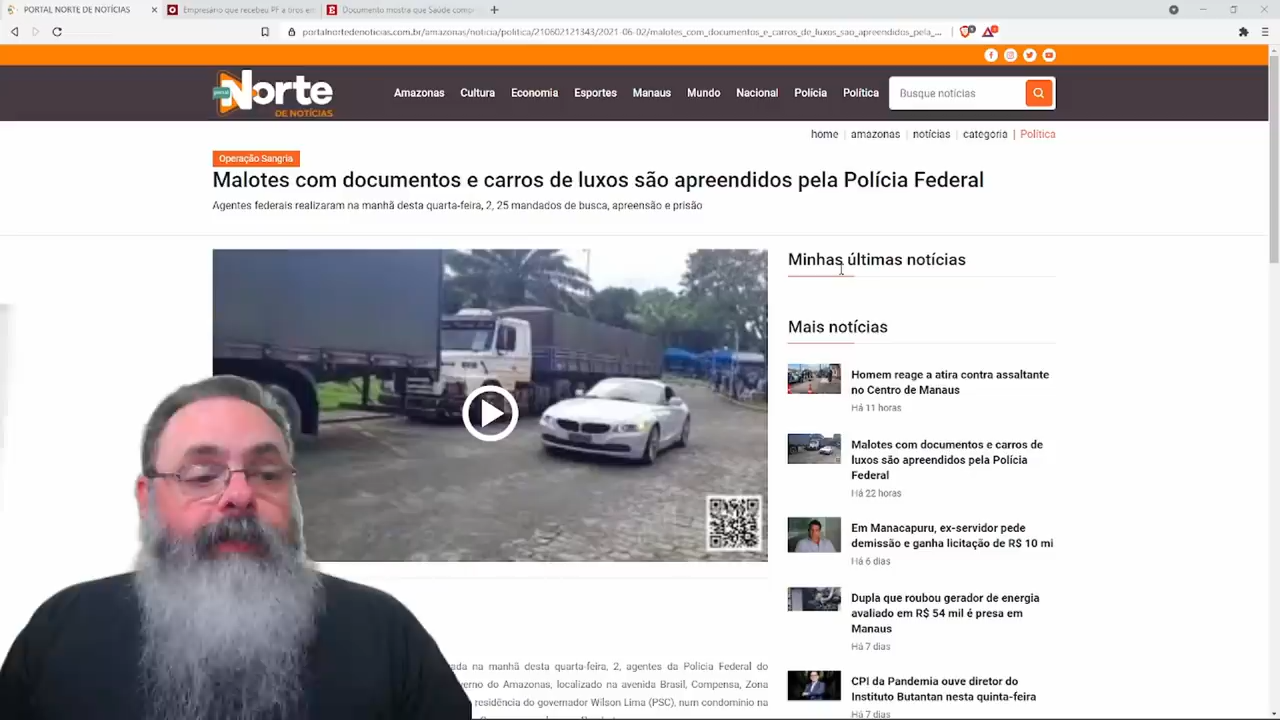 PORTAL NORTE DE NOTÍCIAS
Empresário que recebeu PF a tiros em
Documento mostra que Saúde comp
portalnortedenoticias.com.br/amazonas/noticia/politica/210602121343/2021-06-02/malotes_com_documentos_e_carros_de_luxos_sao_apreendidos_pela_...
portal
Norte
DE NOTÍCIAS
Amazonas Cultura Economia Esportes Manaus Mundo Nacional Polícia Política
Busque notícias
home | amazonas | notícias | categoria | Política
Operação Sangria
Malotes com documentos e carros de luxos são apreendidos pela Polícia Federal
Agentes federais realizaram na manhã desta quarta-feira, 2, 25 mandados de busca, apreensão e prisão
Minhas últimas notícias
Mais notícias
Homem reage a atira contra assaltante
no Centro de Manaus
Há 11 horas
Malotes com documentos e carros de
luxos são apreendidos pela Polícia
Federal
Há 22 horas
Em Manacapuru, ex-servidor pede
demissão e ganha licitação de R$ 10 mi
Há 6 dias
Dupla que roubou gerador de energia
avaliado em R$ 54 mil é presa em
Manaus
Há 7 dias
CPI da Pandemia ouve diretor do
Instituto Butantan nesta quinta-feira
Há 7 dias
ada na manhã desta quarta-feira, 2, agentes da Polícia Federal do
verno do Amazonas, localizado na avenida Brasil, Compensa, Zona
residência do governador Wilson Lima (PSC), num condomínio na